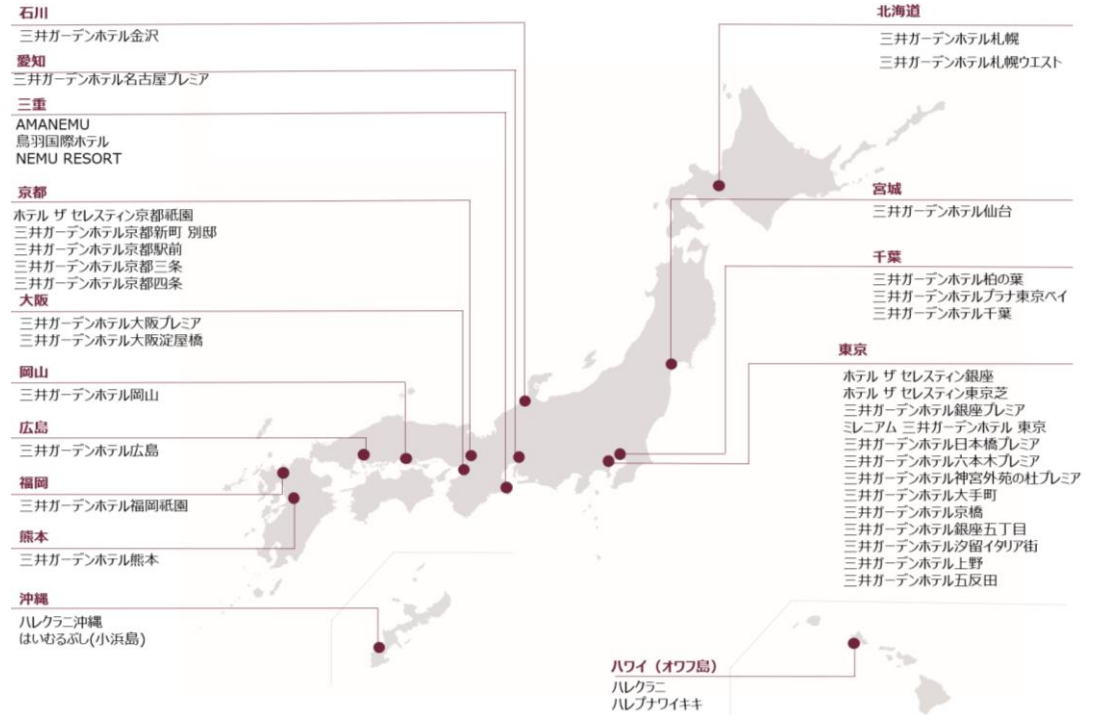 石川
三井ガーデンホテル金沢
愛知
三井ガーデンホテル名古屋プレミア
三重
AMANEMU
鳥羽国際ホテル
NEMU RESORT
京都
ホテル ザ セレスティン京都祇園
三井ガーデンホテル京都新町 別邸
三井ガーデンホテル京都駅前
三井ガーデンホテル京都三条
三井ガーデンホテル京都四条
大阪
三井ガーデンホテル大阪プレミア
三井ガーデンホテル大阪淀屋橋
岡山
三井ガーデンホテル岡山
広島
三井ガーデンホテル広島
福岡
三井ガーデンホテル福岡祇園
熊本
三井ガーデンホテル熊本
沖縄
ハレクラニ沖縄
はいむるぶし(小浜島)
北海道
三井ガーデンホテル札幌
三井ガーデンホテル札幌ウエスト
宮城
三井ガーデンホテル仙台
千葉
三井ガーデンホテル柏の葉
三井ガーデンホテルプラナ東京ベイ
三井ガーデンホテル千葉
東京
ホテル ザ セレスティン銀座
ホテル ザ セレスティン東京芝
三井ガーデンホテル銀座プレミア
ミレニアム 三井ガーデンホテル 東京
三井ガーデンホテル日本橋プレミア
三井ガーデンホテル六本木プレミア
三井ガーデンホテル神宮外苑の杜プレミア
三井ガーデンホテル大手町
三井ガーデンホテル京橋
三井ガーデンホテル銀座五丁目
三井ガーデンホテル汐留イタリア街
三井ガーデンホテル上野
三井ガーデンホテル五反田
ハワイ（オワフ島）
ハレクラニ
ハレプナワイキキ